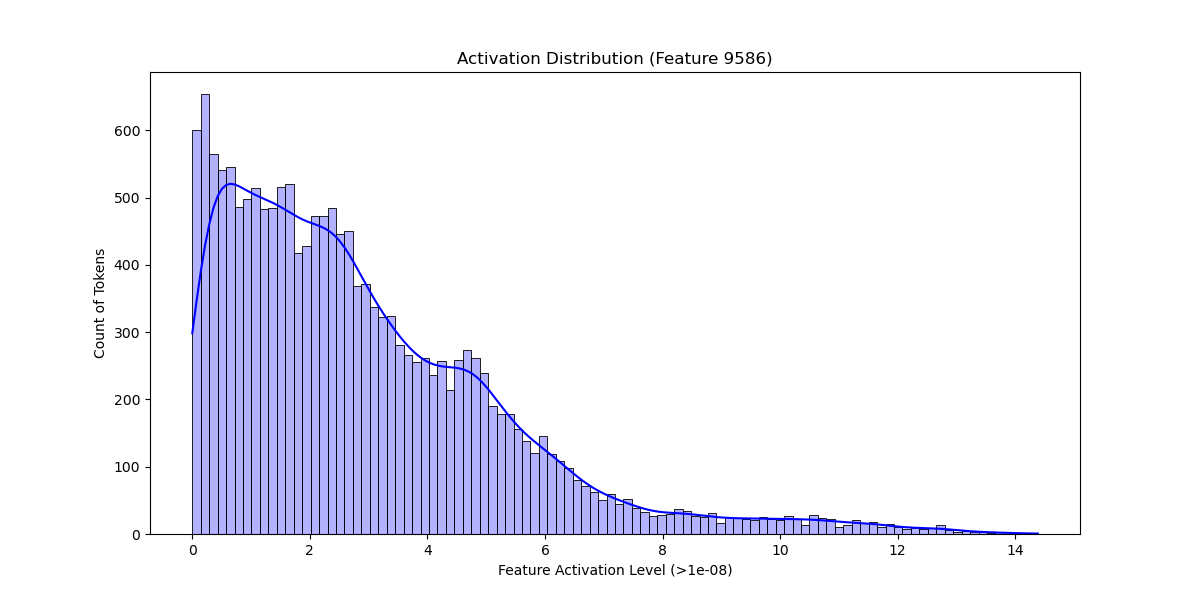 Activation Distribution (Feature 9586)
Count of Tokens
600
500
400
300
200
100
0
0 2 4 6 8 10 12 14
Feature Activation Level (>1e-08)